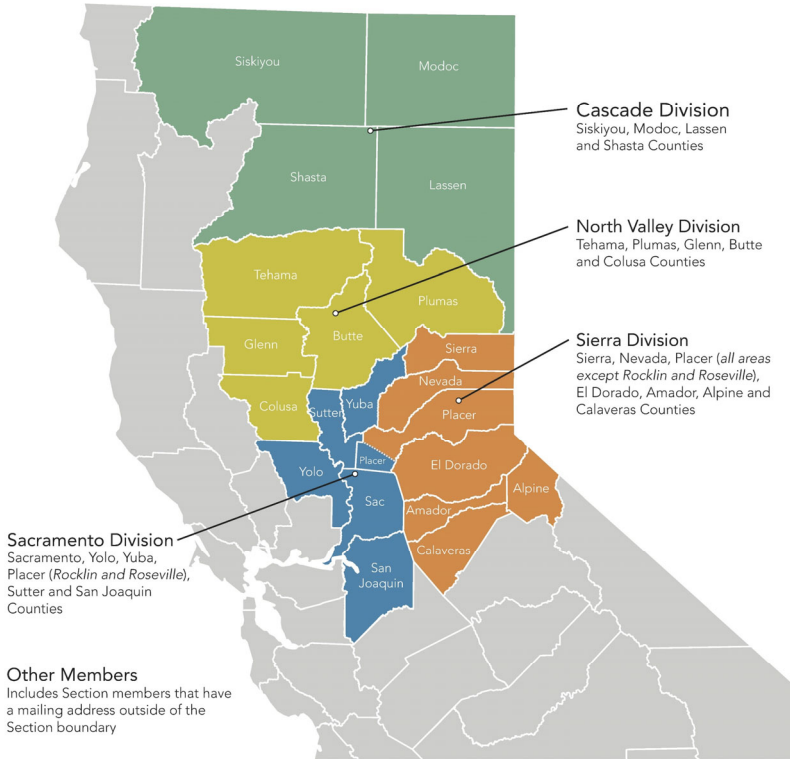 Siskiyou
Modoc
Cascade Division
Siskiyou, Modoc, Lassen
and Shasta Counties
Shasta
Lassen
North Valley Division
Tehama, Plumas, Glenn, Butte
and Colusa Counties
Tehama
Plumas
Butte
Glenn
Sierra Division
Sierra, Nevada, Placer (all areas
except Rocklin and Roseville),
El Dorado, Amador, Alpine and
Calaveras Counties
Sierra
Nevada
Colusa
Sutter
Yuba
Placer
Yolo
Placer
El Dorado
Alpine
Sac
Amador
Calaveras
San
Joaquin
Sacramento Division
Sacramento, Yolo, Yuba,
Placer (Rocklin and Roseville),
Sutter and San Joaquin
Counties
Other Members
Includes Section members that have
a mailing address outside of the
Section boundary